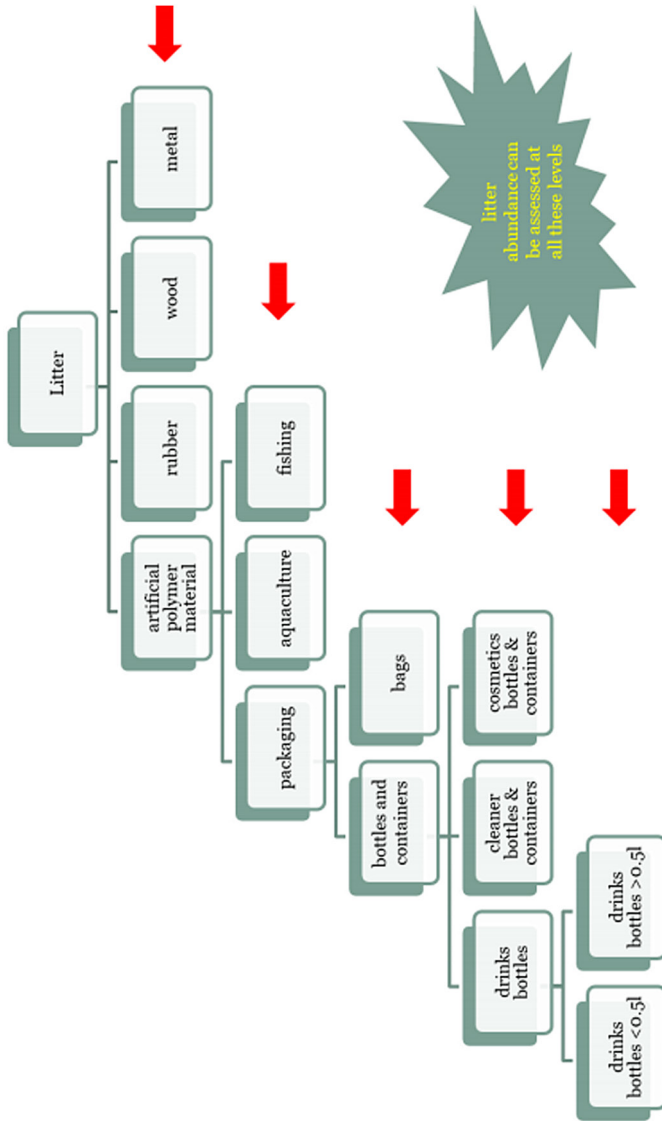 Litter
artificial
polymer
material
rubber
wood
metal
packaging
aquaculture
fishing
bottles and
containers
bags
drinks
bottles
cleaner
bottles &
containers
cosmetics
bottles &
containers
drinks
bottles <0.5l
drinks
bottles >0.5l
litter
abundance can
be assessed at
all these levels